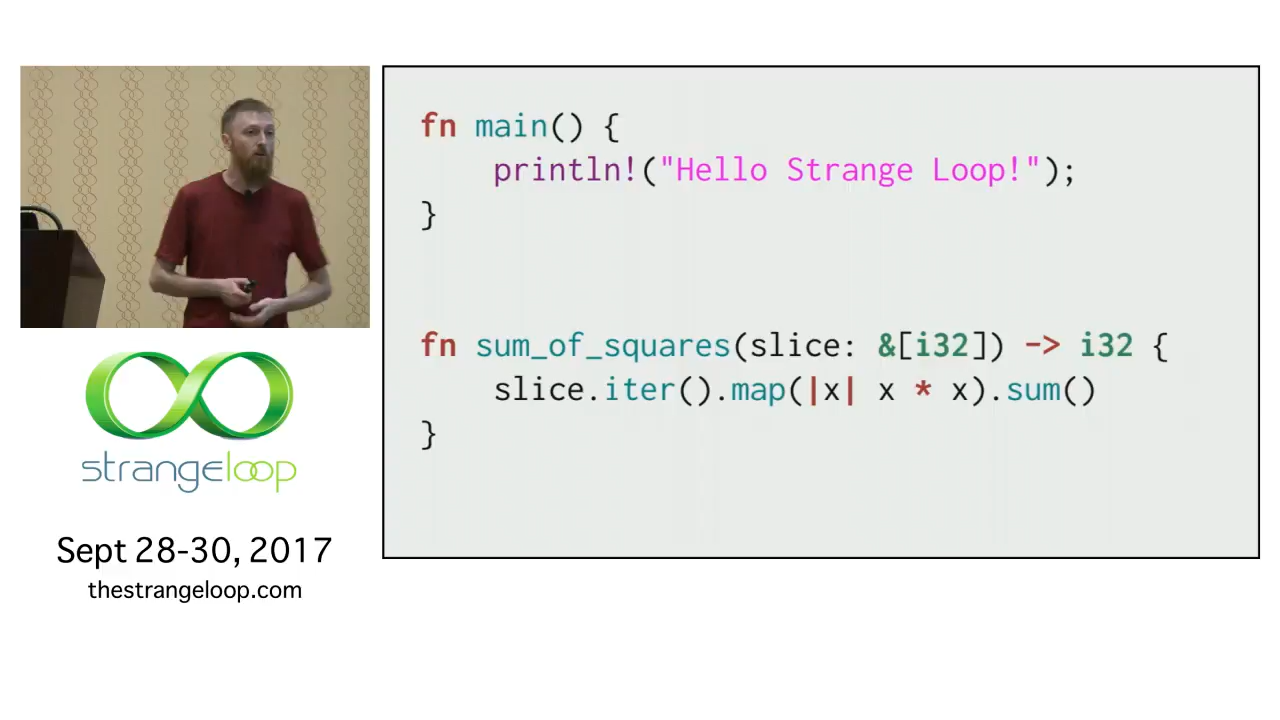 fn main() {
    println!("Hello Strange Loop!");
}
fn sum_of_squares(slice: &[i32]) -> i32 {
    slice.iter().map(|x| x * x).sum()
}
strangeloop
Sept 28-30, 2017
thestrangeloop.com